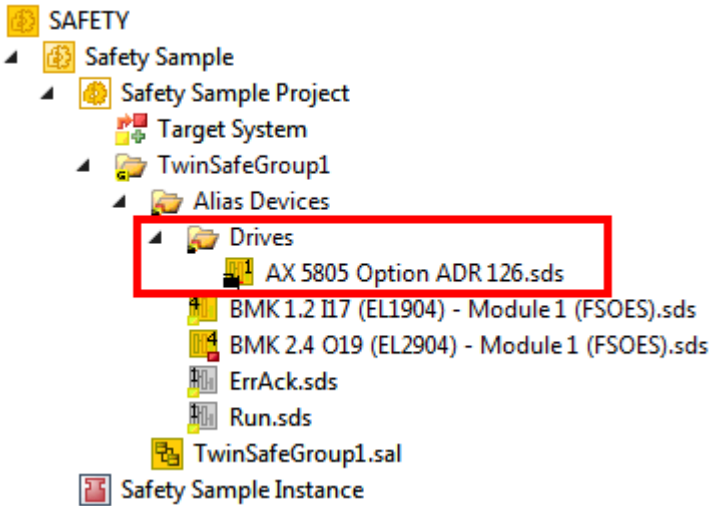 SAFETY
Safety Sample
Safety Sample Project
Target System
TwinSafeGroup1
Alias Devices
Drives
AX 5805 Option ADR 126.sds
BMK 1.2 I17 (EL1904) - Module 1 (FSOES).sds
BMK 2.4 O19 (EL2904) - Module 1 (FSOES).sds
ErrAck.sds
Run.sds
TwinSafeGroup1.sal
Safety Sample Instance